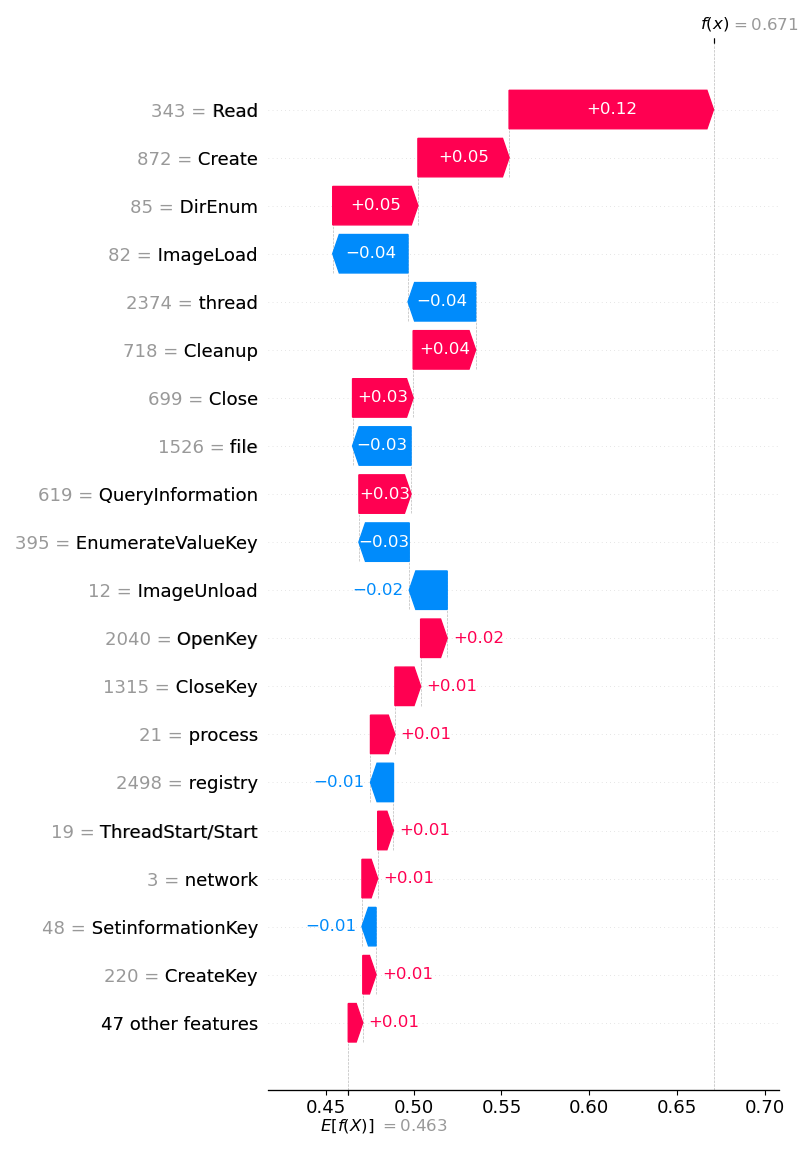 f(x) = 0.671
343 = Read +0.12
872 = Create +0.05
85 = DirEnum +0.05
82 = ImageLoad −0.04
2374 = thread −0.04
718 = Cleanup +0.04
699 = Close +0.03
1526 = file −0.03
619 = QueryInformation +0.03
395 = EnumerateValueKey −0.03
12 = ImageUnload −0.02
2040 = OpenKey +0.02
1315 = CloseKey +0.01
21 = process +0.01
2498 = registry −0.01
19 = ThreadStart/Start +0.01
3 = network +0.01
48 = SetinformationKey −0.01
220 = CreateKey +0.01
47 other features +0.01
0.45 0.50 0.55 0.60 0.65 0.70
E[f(X)] = 0.463